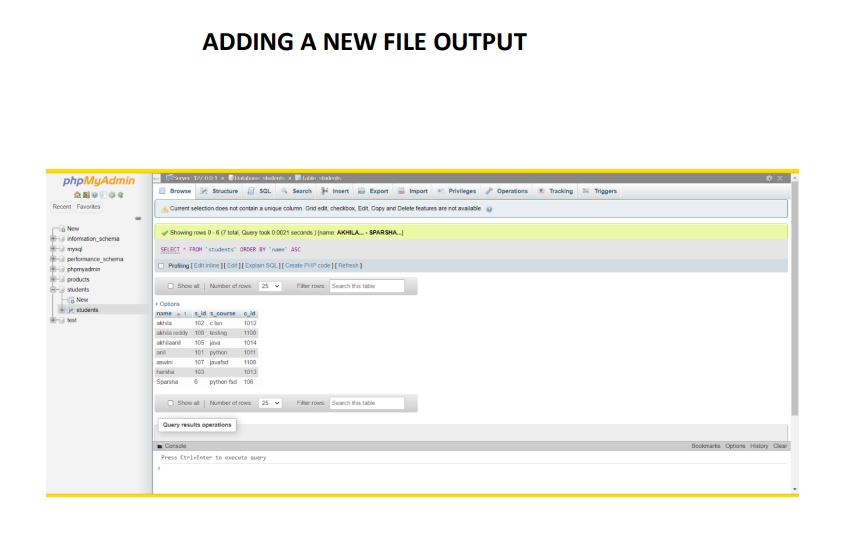 ADDING A NEW FILE OUTPUT
phpMyAdmin
Recent Favorites
New
information_schema
mysql
performance_schema
phpmyadmin
products
students
New
students
test
Server: 127.0.0.1 » Database: students » Table: students
Browse Structure SQL Search Insert Export Import Privileges Operations Tracking Triggers
Current selection does not contain a unique column. Grid edit, checkbox, Edit, Copy and Delete features are not available.
Showing rows 0 - 6 (7 total, Query took 0.0021 seconds.) [name: AKHILA... - SPARSHA...]
SELECT * FROM `students` ORDER BY `name` ASC
Profiling [ Edit inline ] [ Edit ] [ Explain SQL ] [ Create PHP code ] [ Refresh ]
Show all | Number of rows: 25 Filter rows: Search this table
+ Options
name 1 s_id s_course c_id
akhila 102 c lan 1012
akhila reddy 108 testing 1108
akhilaanil 105 java 1014
anil 101 python 1011
aswini 107 javafsd 1109
harsha 103 1013
Sparsha 6 python fsd 106
Show all | Number of rows: 25 Filter rows: Search this table
Query results operations
Console Bookmarks Options History Clear
Press Ctrl+Enter to execute query
>